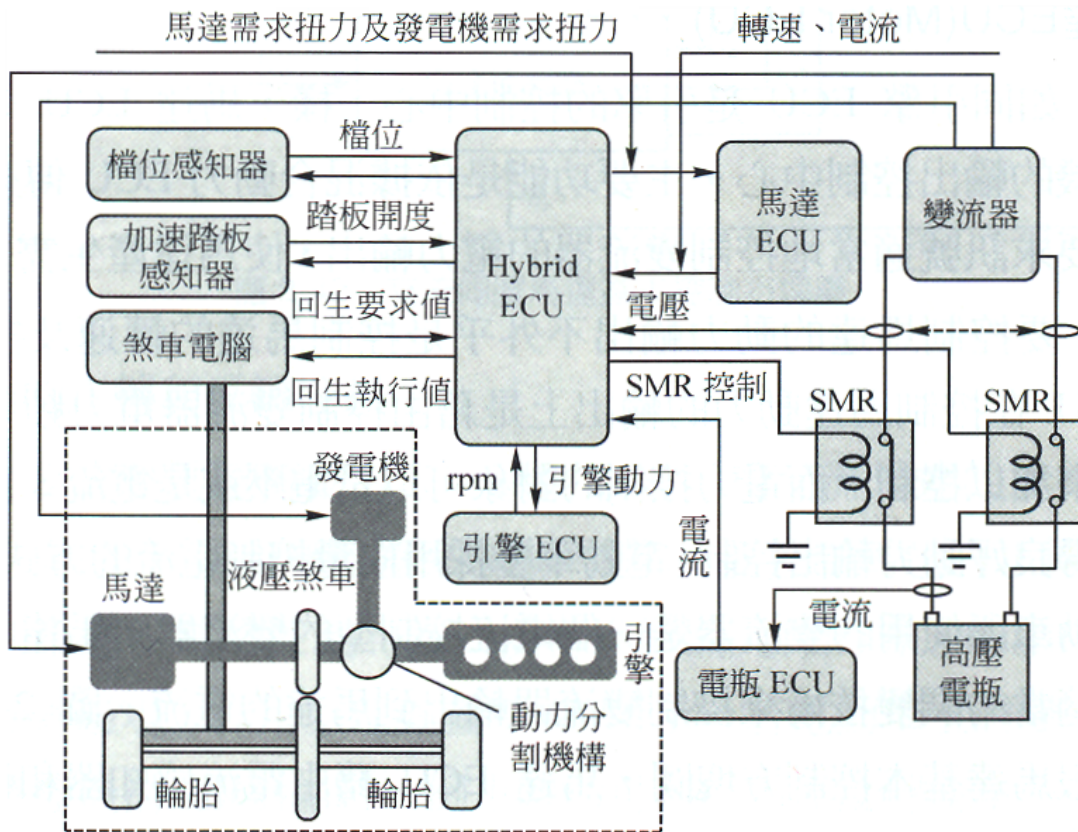 馬達需求扭力及發電機需求扭力
轉速、電流
檔位感知器
檔位
加速踏板
感知器
踏板開度
煞車電腦
回生要求值
回生執行值
Hybrid
ECU
馬達
ECU
變流器
電壓
SMR 控制
SMR
SMR
rpm
引擎動力
引擎 ECU
電流
電流
電瓶 ECU
高壓
電瓶
發電機
液壓煞車
馬達
引擎
動力分
割機構
輪胎
輪胎